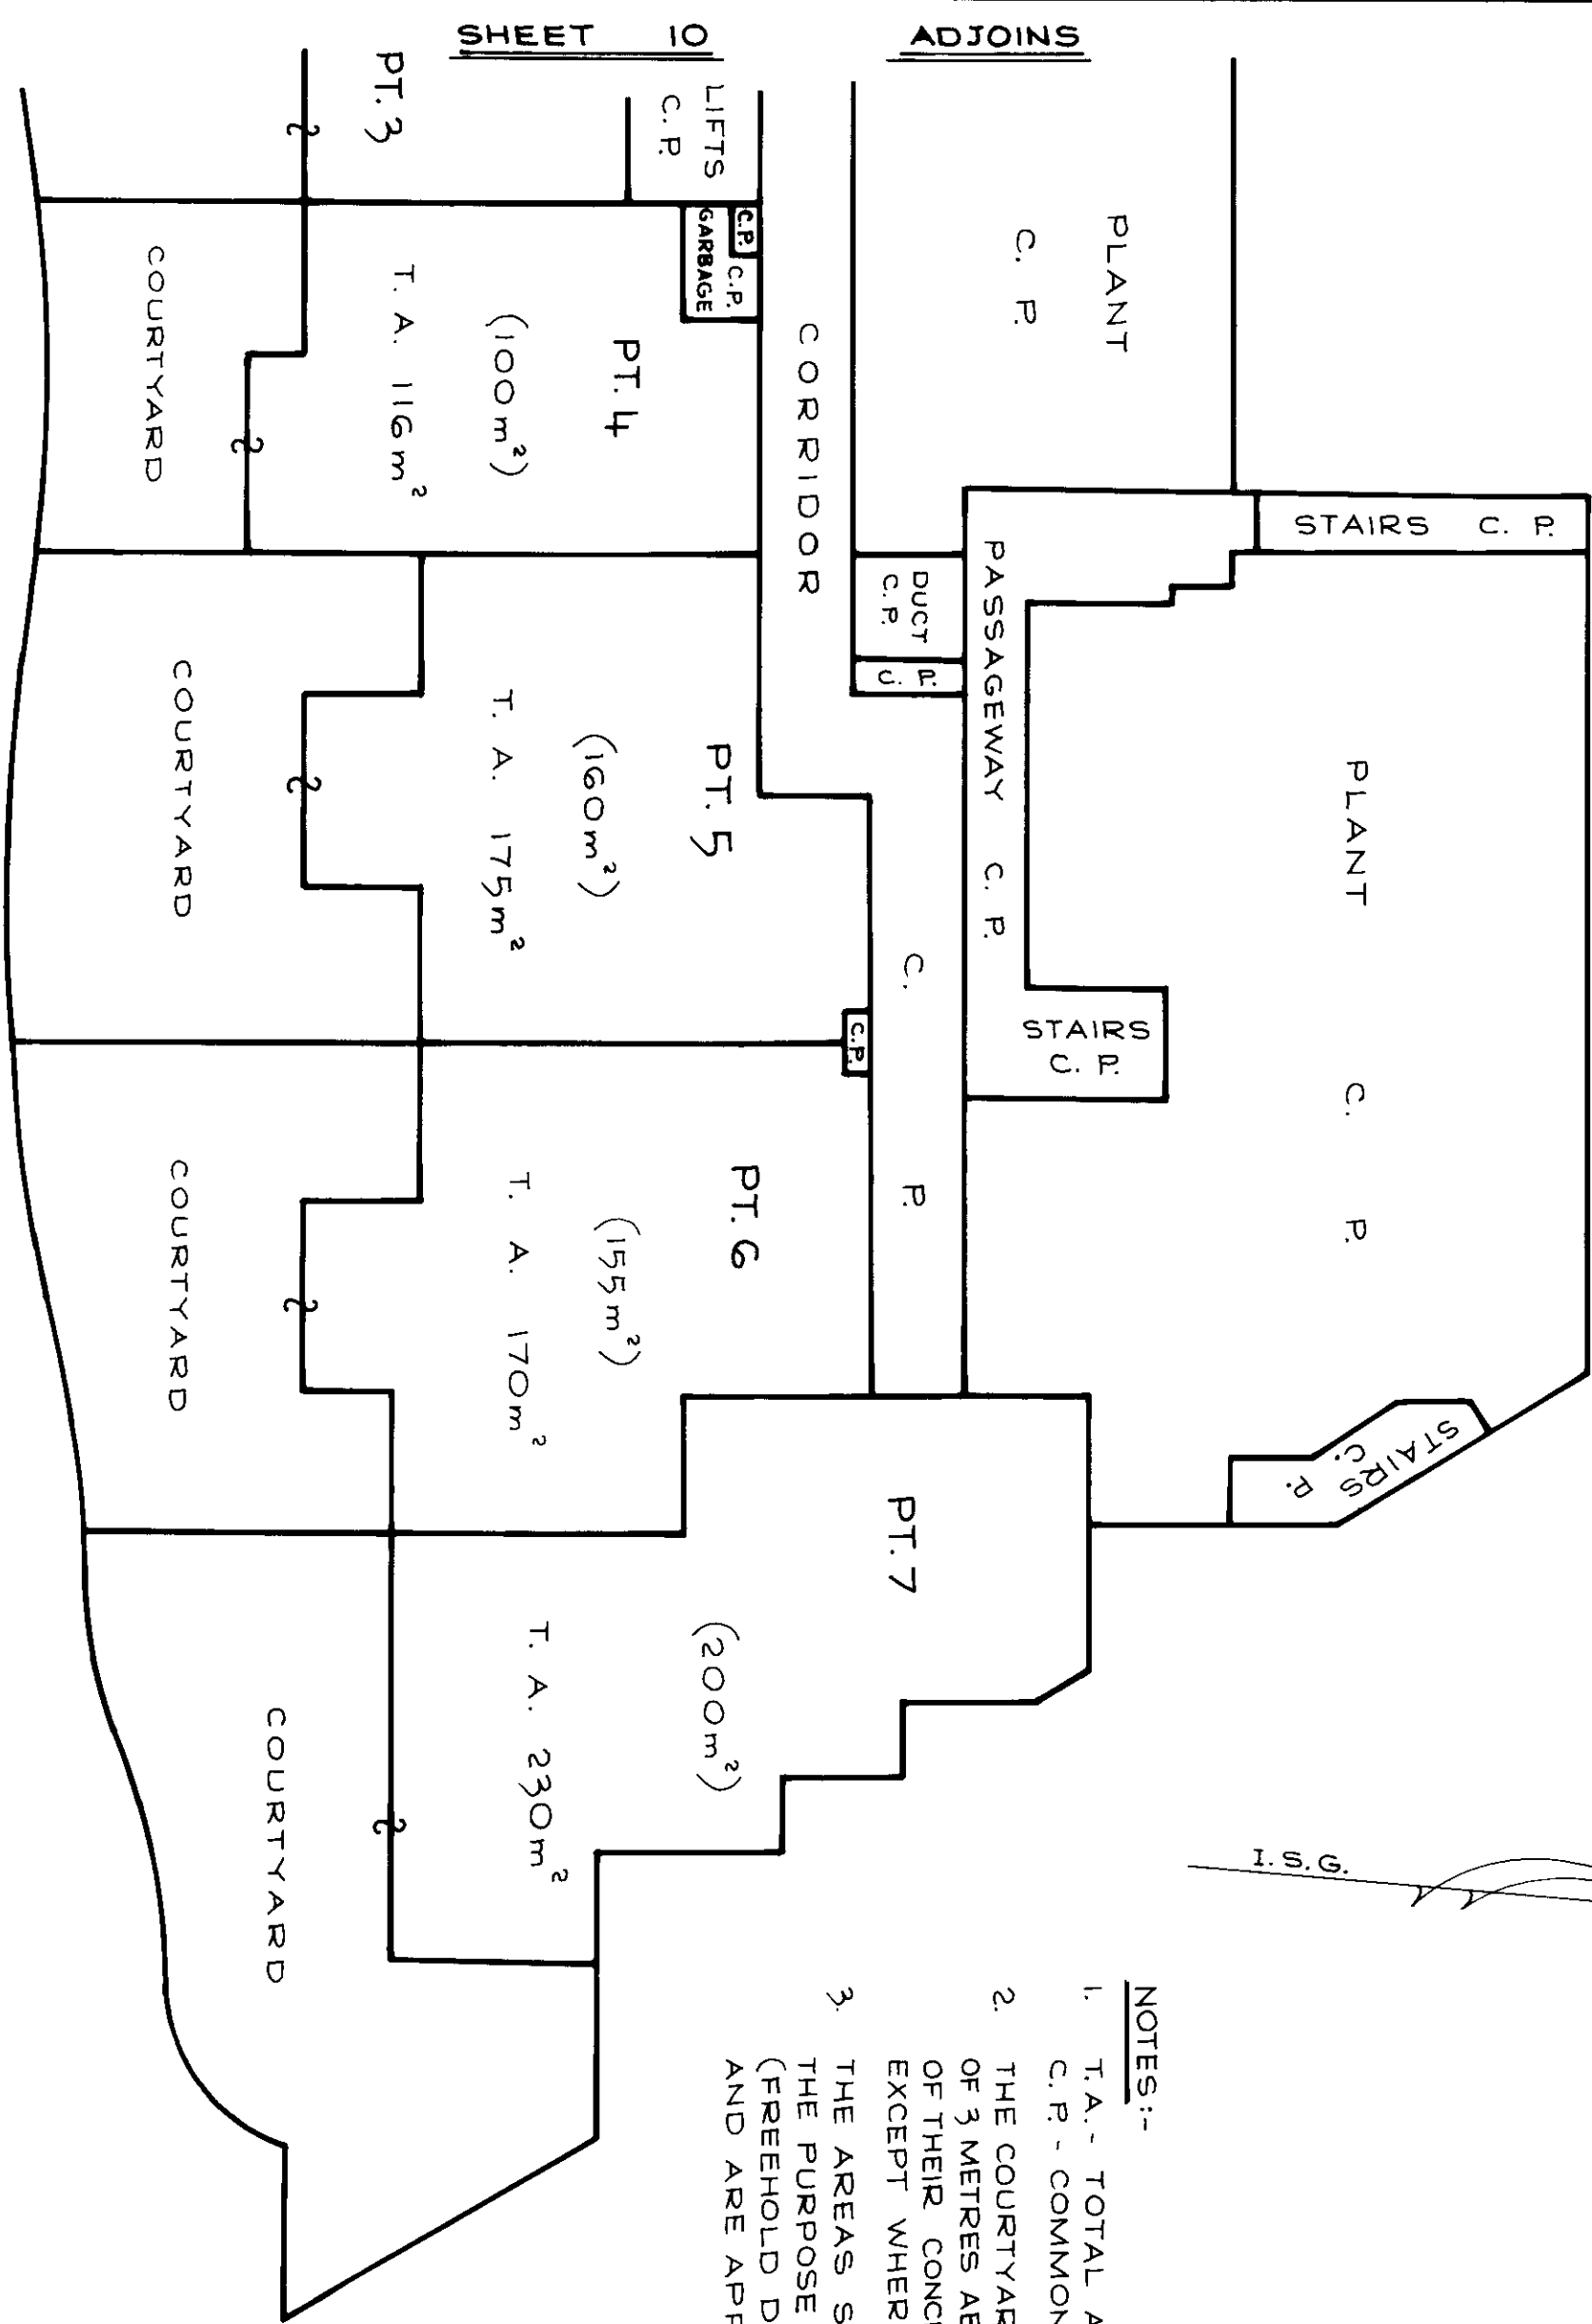 SHEET 10 ADJOINS
PLANT
C. P.
LIFTS
C. P.
PT. 3
STAIRS C. P.
PLANT C. P.
PASSAGEWAY C. P.
STAIRS
C. P.
STAIRS
C. P.
DUCT
C. P.
C. P.
CORRIDOR C. P.
C.P.
C.P.
GARBAGE
C.P.
PT. 4
(100m²)
T. A. 116m²
COURTYARD
PT. 5
(160m²)
T. A. 175m²
COURTYARD
PT. 6
(155m²)
T. A. 170m²
COURTYARD
PT. 7
(200m²)
T. A. 230m²
COURTYARD
I.S.G.
NOTES:-
1. T.A. - TOTAL
C.P. - COMMON
2. THE COURTYAR
OF 3 METRES
OF THEIR CONC
EXCEPT WHER
3. THE AREAS
THE PURPOSE
(FREEHOLD
AND ARE